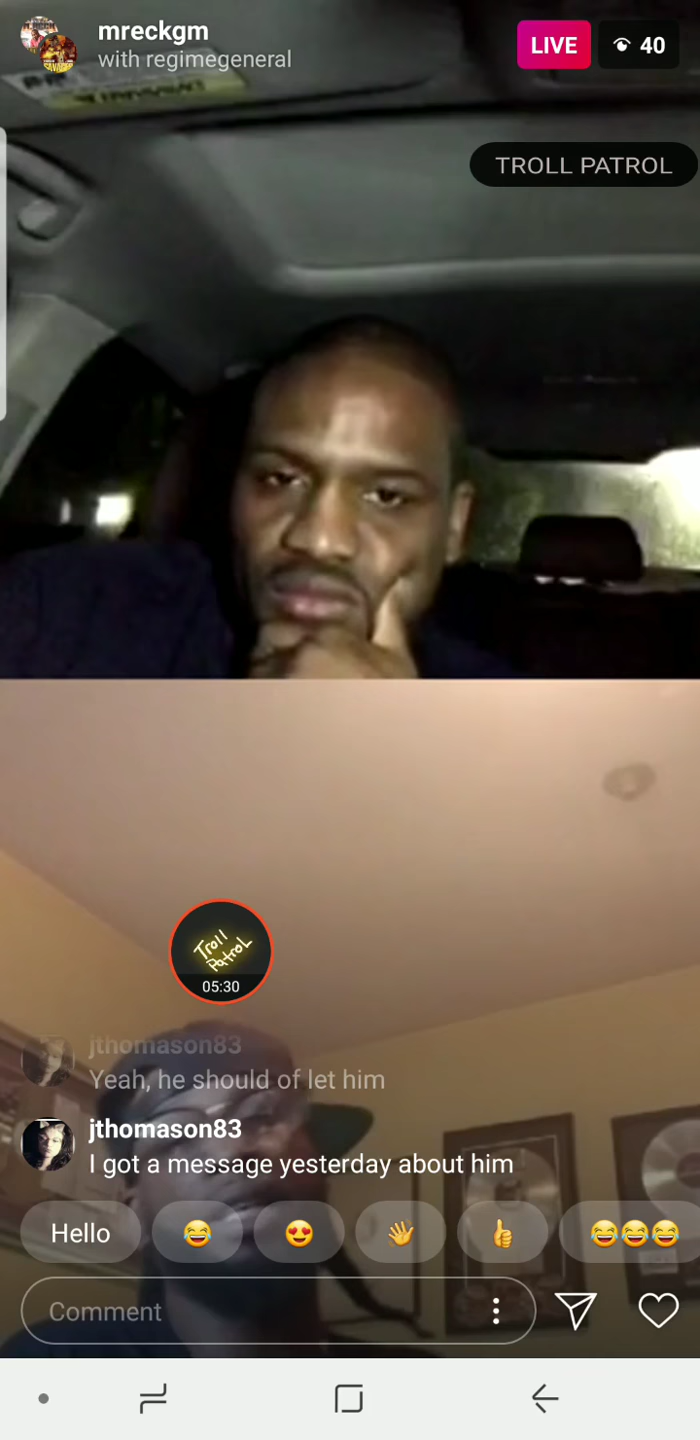 mreckgm
with regimegeneral
LIVE
40
TROLL PATROL
Troll
Patrol
05:30
jthomason83
Yeah, he should of let him
jthomason83
I got a message yesterday about him
Hello
😂
😍
👋
👍
😂😂😂
Comment